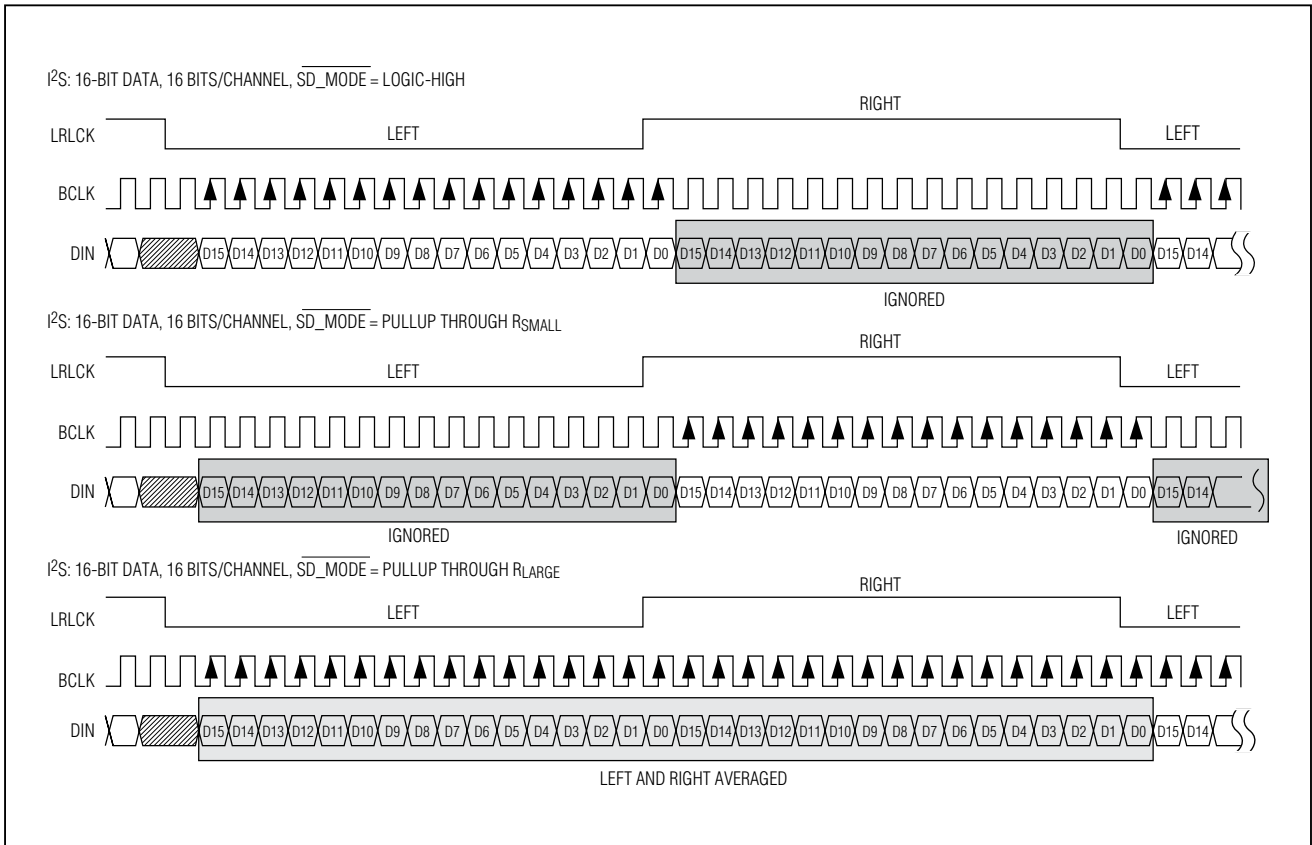 I2S: 16-BIT DATA, 16 BITS/CHANNEL, SD_MODE = LOGIC-HIGH
RIGHT
LRLCK LEFT LEFT
BCLK
DIN D15 D14 D13 D12 D11 D10 D9 D8 D7 D6 D5 D4 D3 D2 D1 D0 D15 D14 D13 D12 D11 D10 D9 D8 D7 D6 D5 D4 D3 D2 D1 D0 D15 D14
IGNORED
I2S: 16-BIT DATA, 16 BITS/CHANNEL, SD_MODE = PULLUP THROUGH RSMALL
RIGHT
LRLCK LEFT LEFT
BCLK
DIN D15 D14 D13 D12 D11 D10 D9 D8 D7 D6 D5 D4 D3 D2 D1 D0 D15 D14 D13 D12 D11 D10 D9 D8 D7 D6 D5 D4 D3 D2 D1 D0 D15 D14
IGNORED IGNORED
I2S: 16-BIT DATA, 16 BITS/CHANNEL, SD_MODE = PULLUP THROUGH RLARGE
RIGHT
LRLCK LEFT LEFT
BCLK
DIN D15 D14 D13 D12 D11 D10 D9 D8 D7 D6 D5 D4 D3 D2 D1 D0 D15 D14 D13 D12 D11 D10 D9 D8 D7 D6 D5 D4 D3 D2 D1 D0 D15 D14
LEFT AND RIGHT AVERAGED